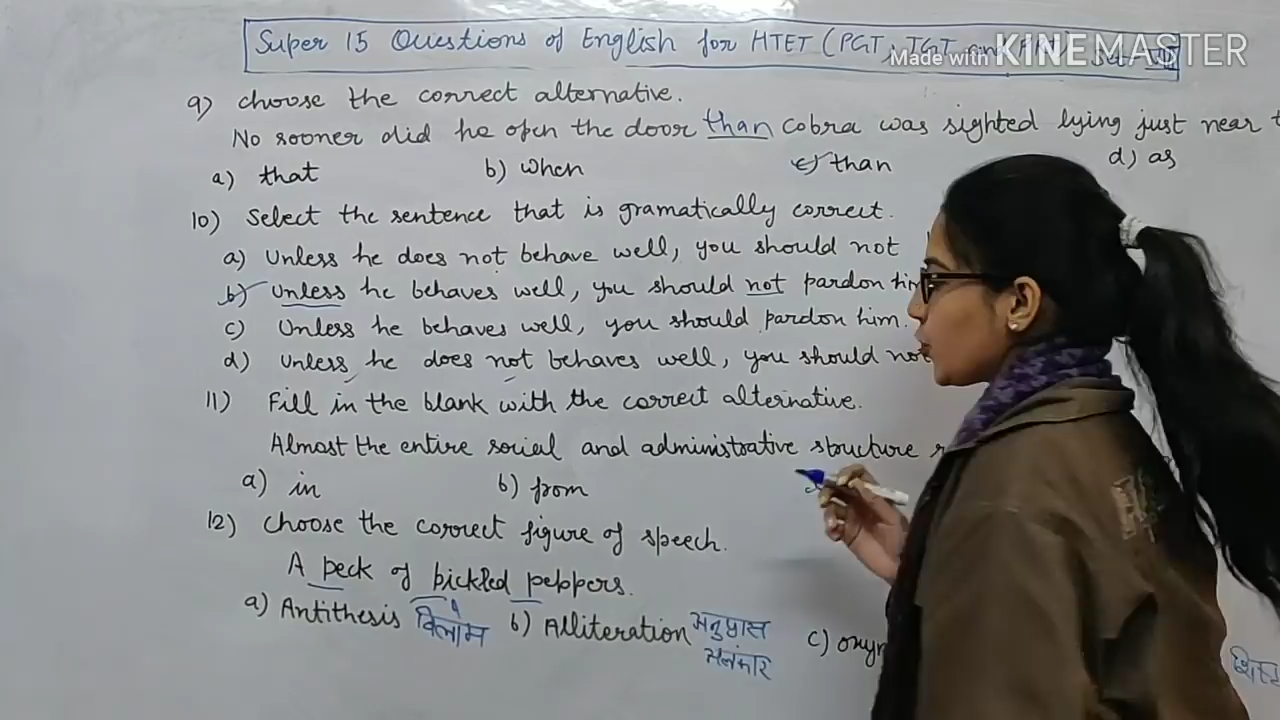 Super 15 Questions of English for HTET (PGT, TGT
Made with KINEMASTER
9) choose the correct alternative.
No sooner did he open the door than cobra was sighted lying just near
a) that b) when c) than d) as
10) Select the sentence that is gramatically correct.
a) Unless he does not behave well, you should not
b) Unless he behaves well, you should not pardon him
c) Unless he behaves well, you should pardon him.
d) Unless he does not behaves well, you should not
11) Fill in the blank with the correct alternative.
Almost the entire social and administrative structure
a) in b) from
12) Choose the correct figure of speech.
A peck of pickled peppers.
a) Antithesis विलोम b) Alliteration अनुप्रास अलंकार c)